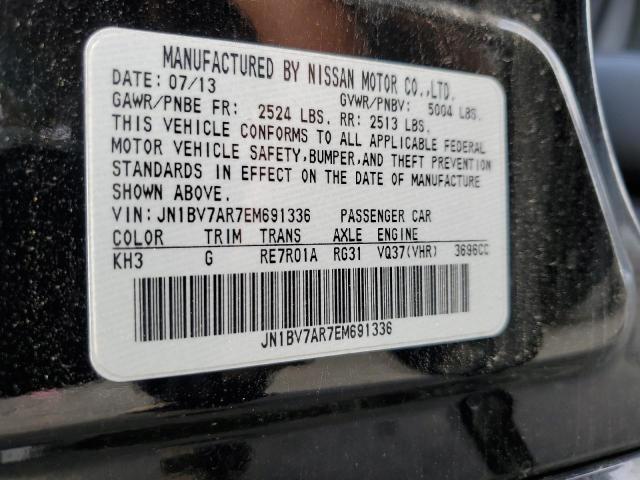 MANUFACTURED BY NISSAN MOTOR CO.,LTD.
DATE: 07/13 GVWR/PNBV: 5004 LBS.
GAWR/PNBE FR: 2524 LBS. RR: 2513 LBS.
THIS VEHICLE CONFORMS TO ALL APPLICABLE FEDERAL
MOTOR VEHICLE SAFETY,BUMPER,AND THEFT PREVENTION
STANDARDS IN EFFECT ON THE DATE OF MANUFACTURE
SHOWN ABOVE.
VIN: JN1BV7AR7EM691336 PASSENGER CAR
COLOR TRIM TRANS AXLE ENGINE
KH3 G RE7R01A RG31 VQ37(VHR) 3696CC
JN1BV7AR7EM691336